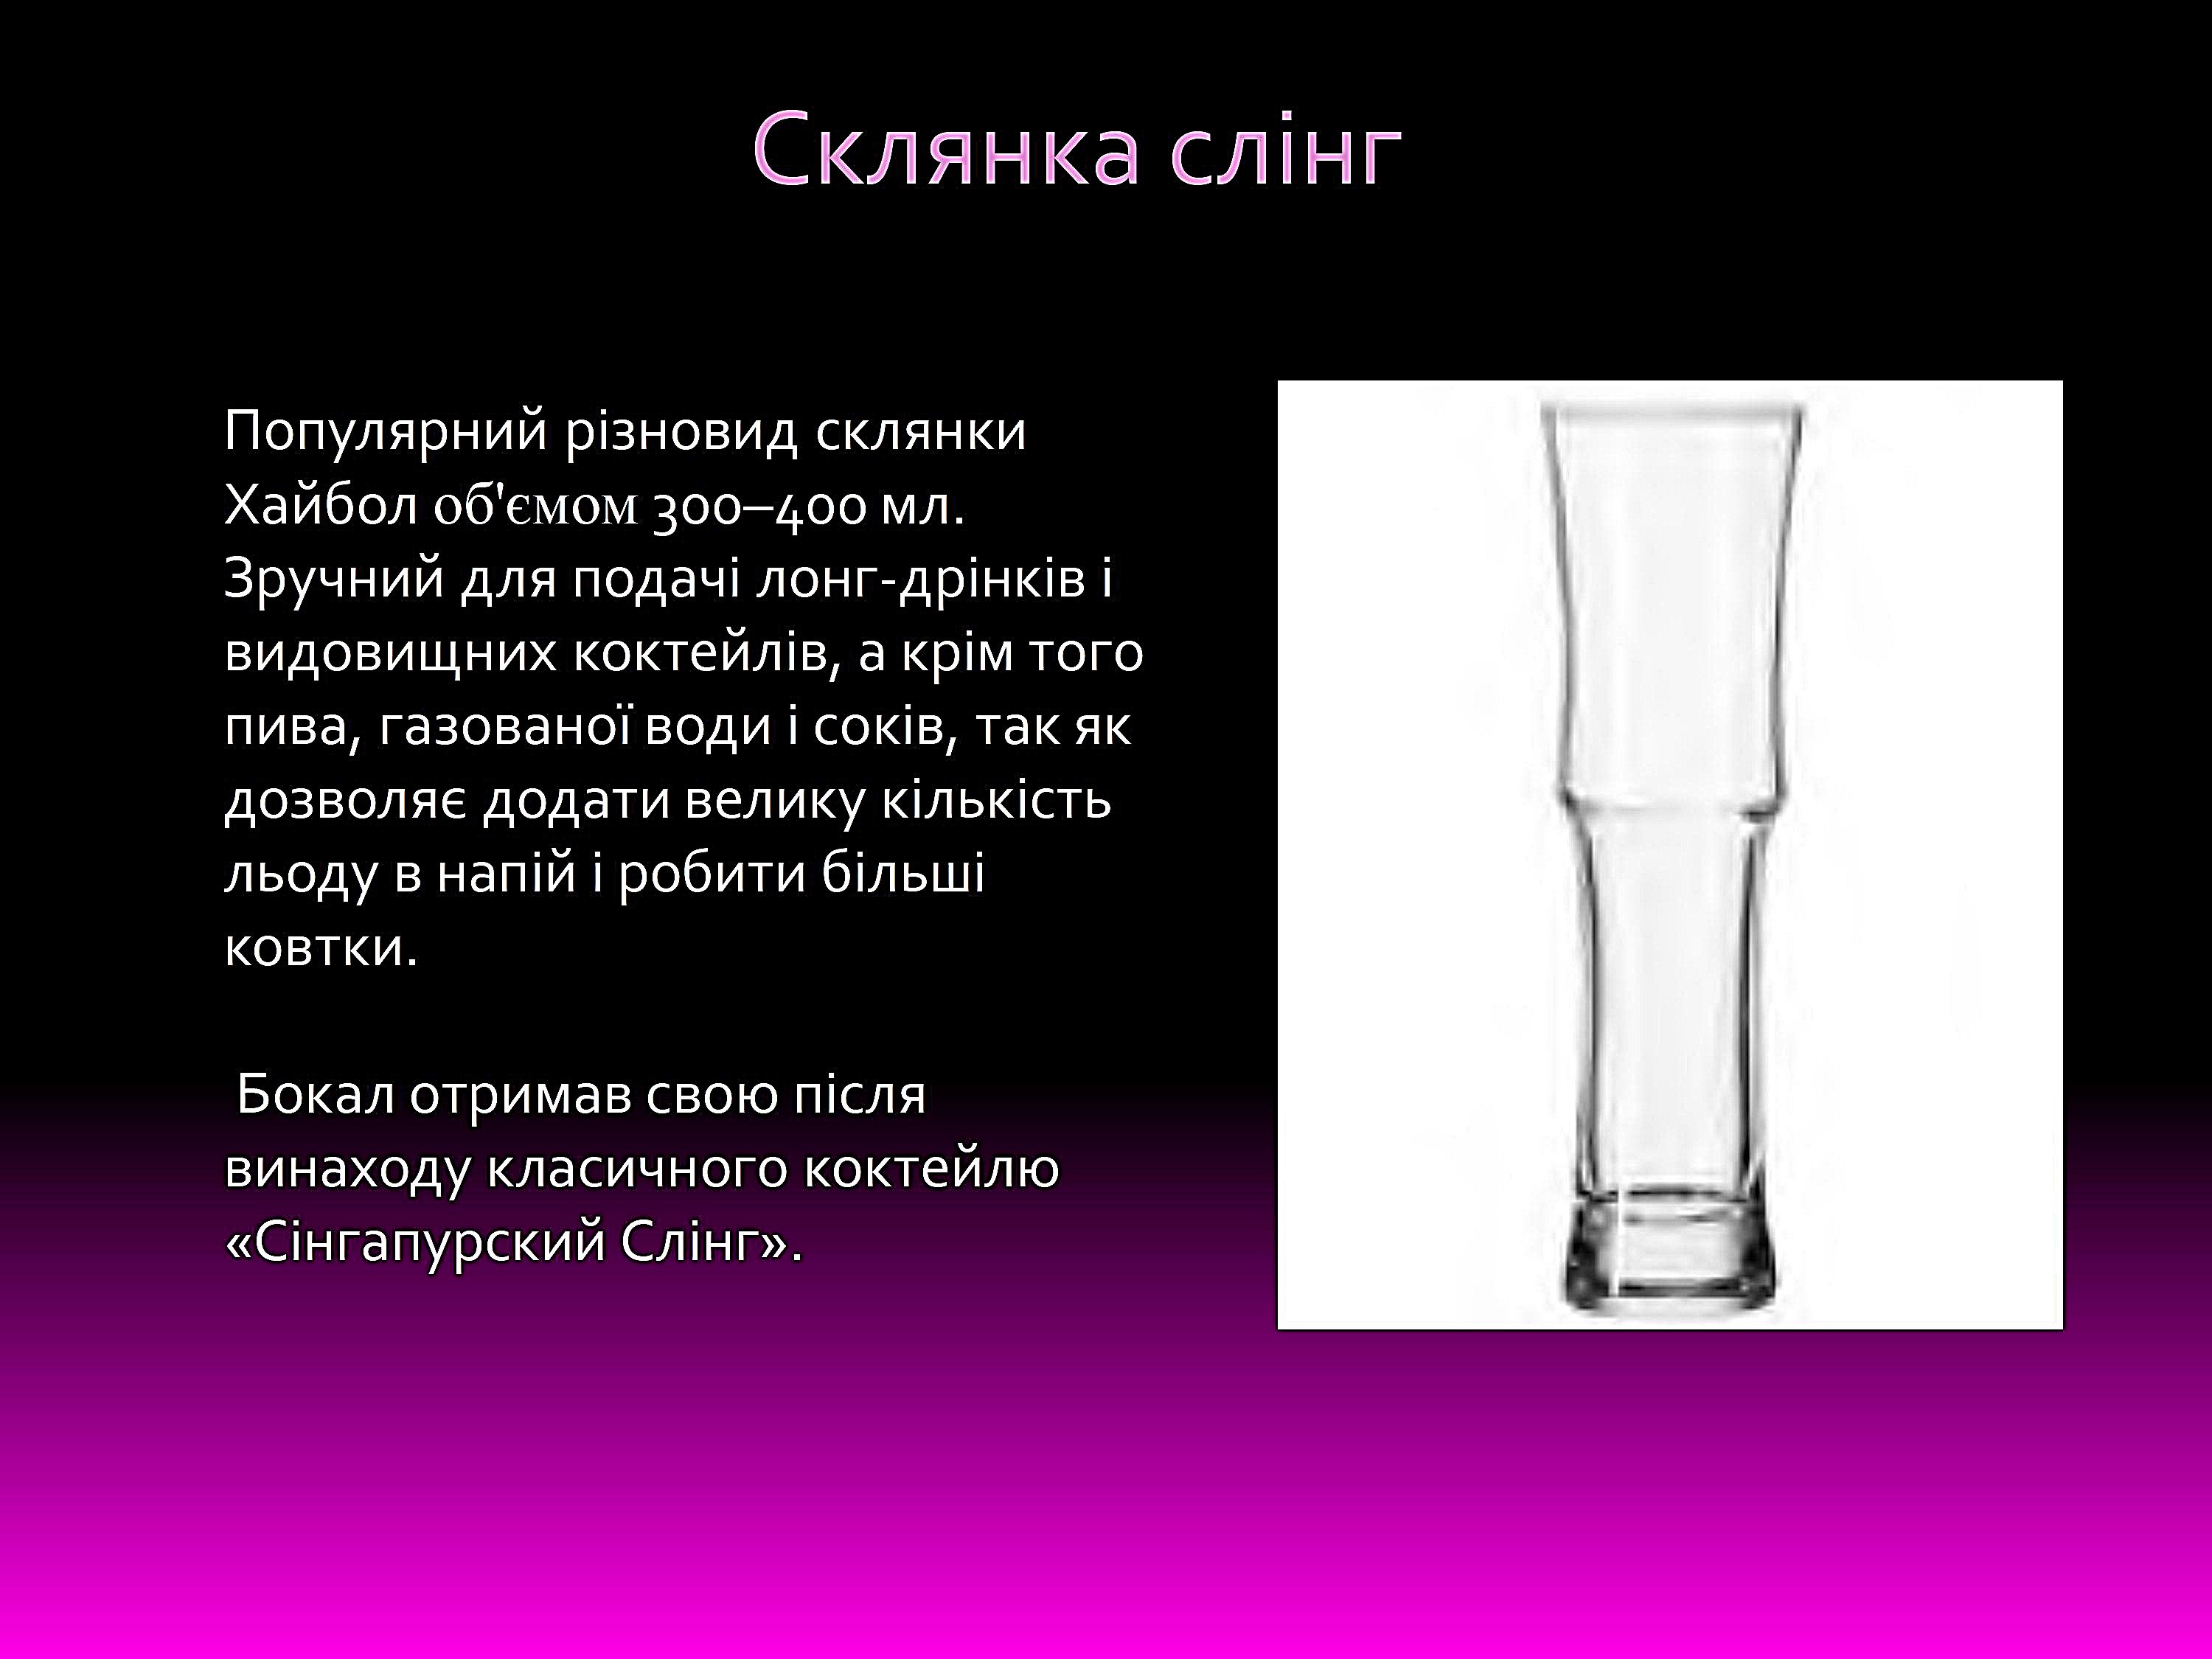 Склянка слінг
Популярний різновид склянки
Хайбол об'ємом 300–400 мл.
Зручний для подачі лонг-дрінків і
видовищних коктейлів, а крім того
пива, газованої води і соків, так як
дозволяє додати велику кількість
льоду в напій і робити більші
ковтки.
Бокал отримав свою після
винаходу класичного коктейлю
«Сінгапурский Слінг».